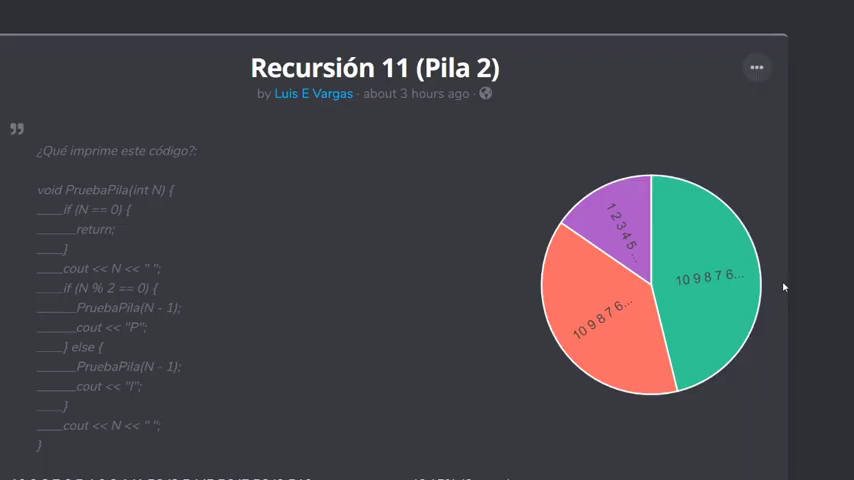 Recursión 11 (Pila 2)
by Luis E Vargas · about 3 hours ago ·
¿Qué imprime este código?:
void PruebaPila(int N) {
____if (N == 0) {
______return;
____}
____cout << N << " ";
____if (N % 2 == 0) {
______PruebaPila(N - 1);
______cout << "P";
____} else {
______PruebaPila(N - 1);
______cout << "I";
____}
____cout << N << " ";
}
1 2 3 4 5 ...
10 9 8 7 6...
10 9 8 7 6...